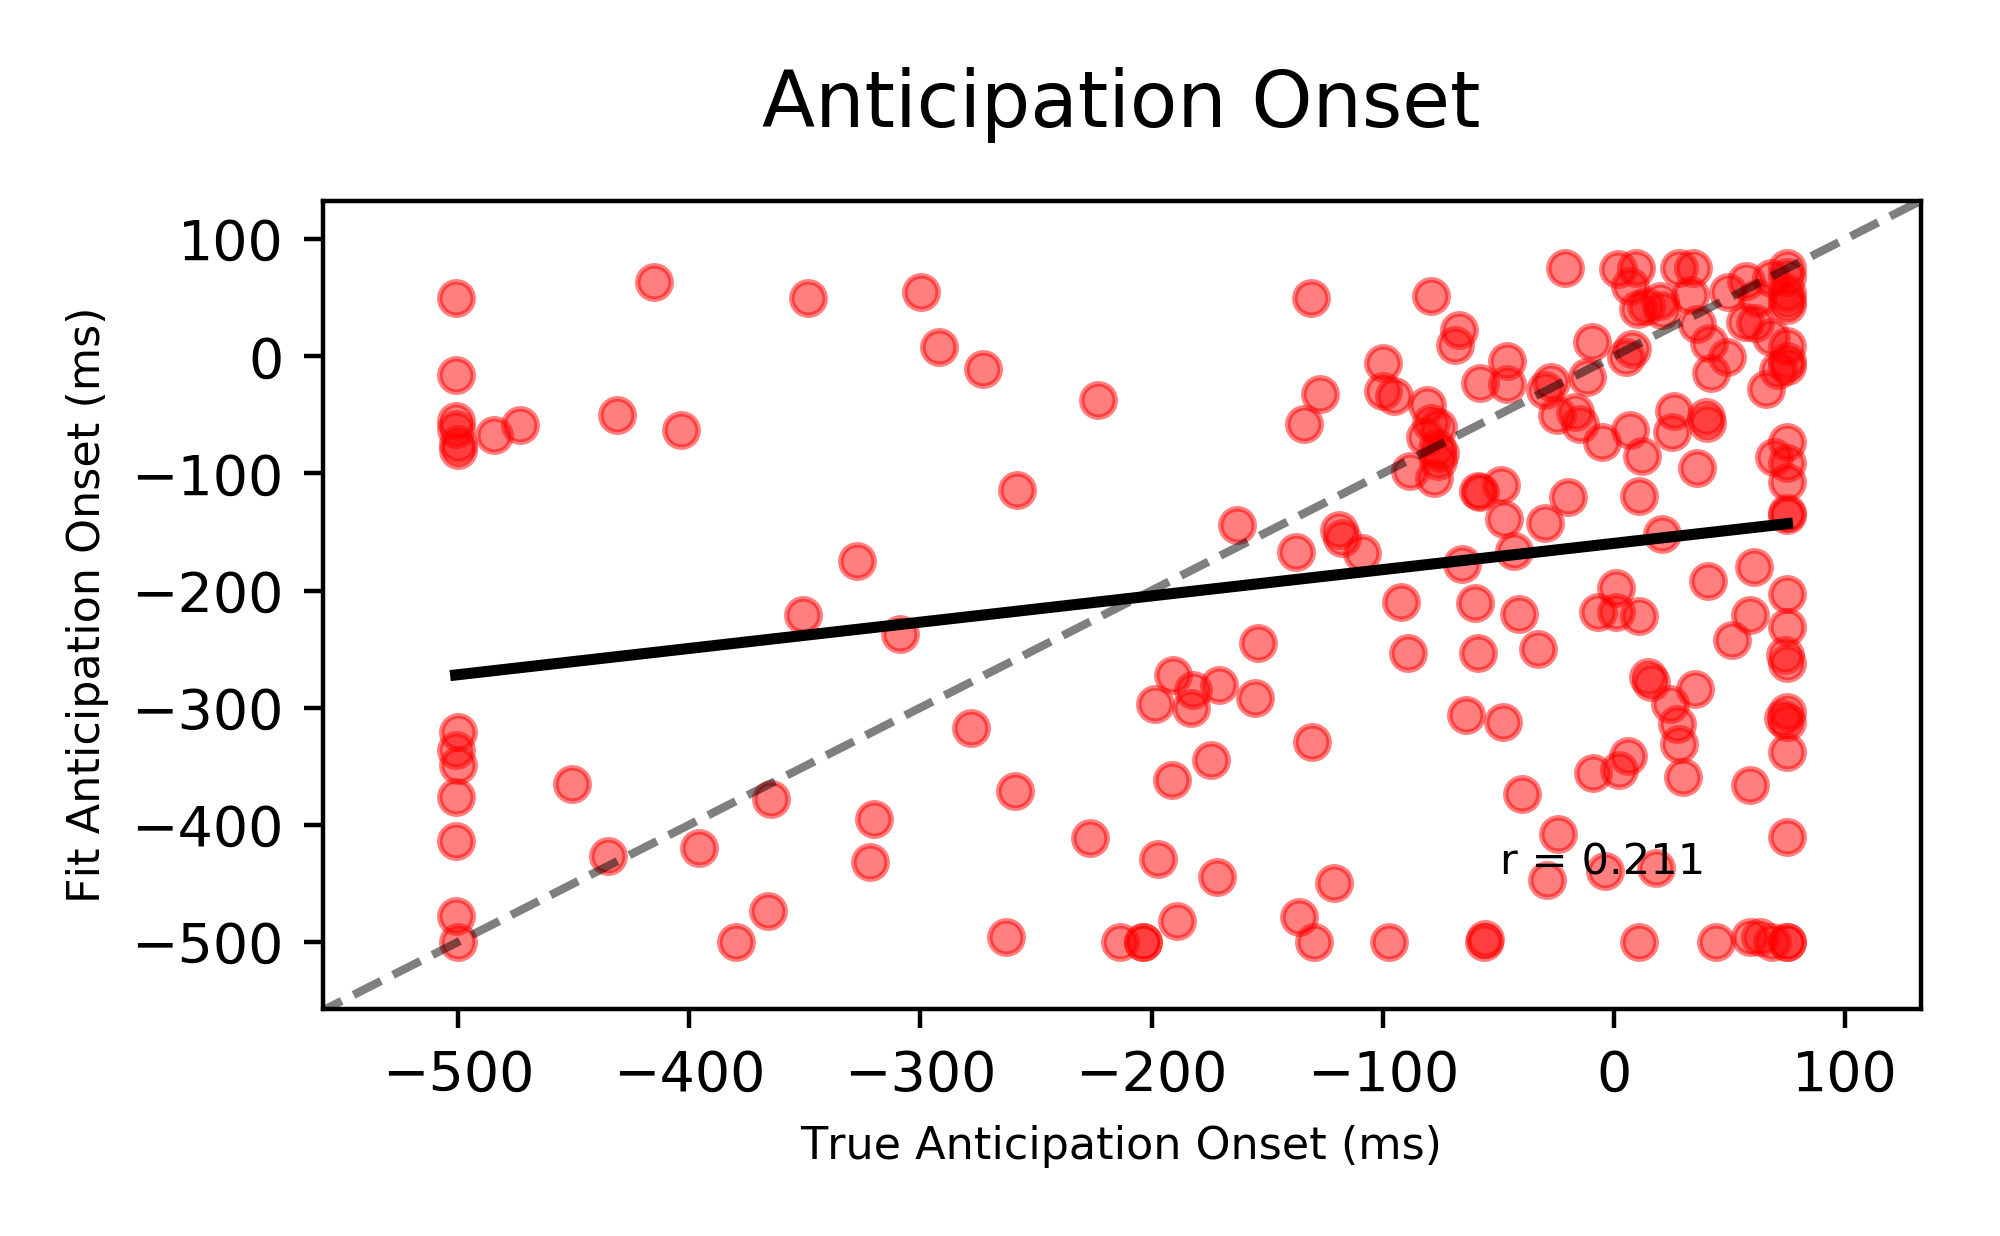 Anticipation Onset
Fit Anticipation Onset (ms)
100
0
−100
−200
−300
−400
−500
r = 0.211
−500 −400 −300 −200 −100 0 100
True Anticipation Onset (ms)